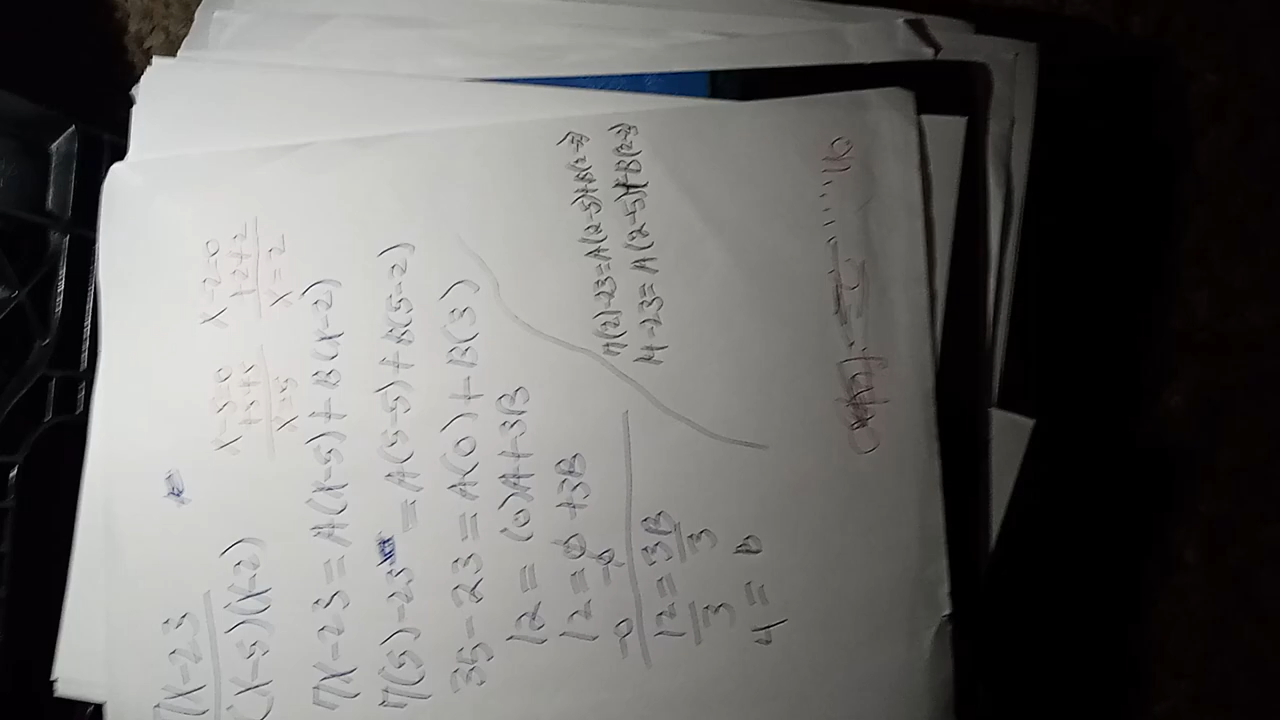 7x-23
(x-5)(x-2)
x-5=0
+5+5
x=5
x-2=0
+2+2
x=2
7x-23=A(x-5)+B(x-2)
7(5)-23=A(5-5)+B(5-2)
35-23=A(0)+B(3)
12=(0)A+3B
12=0+3B
-0 -0
12=3B
3 3
4=B
7(2)-23=A(2-5)+B(2-2)
14-23=A(2-5)+B(2-2)